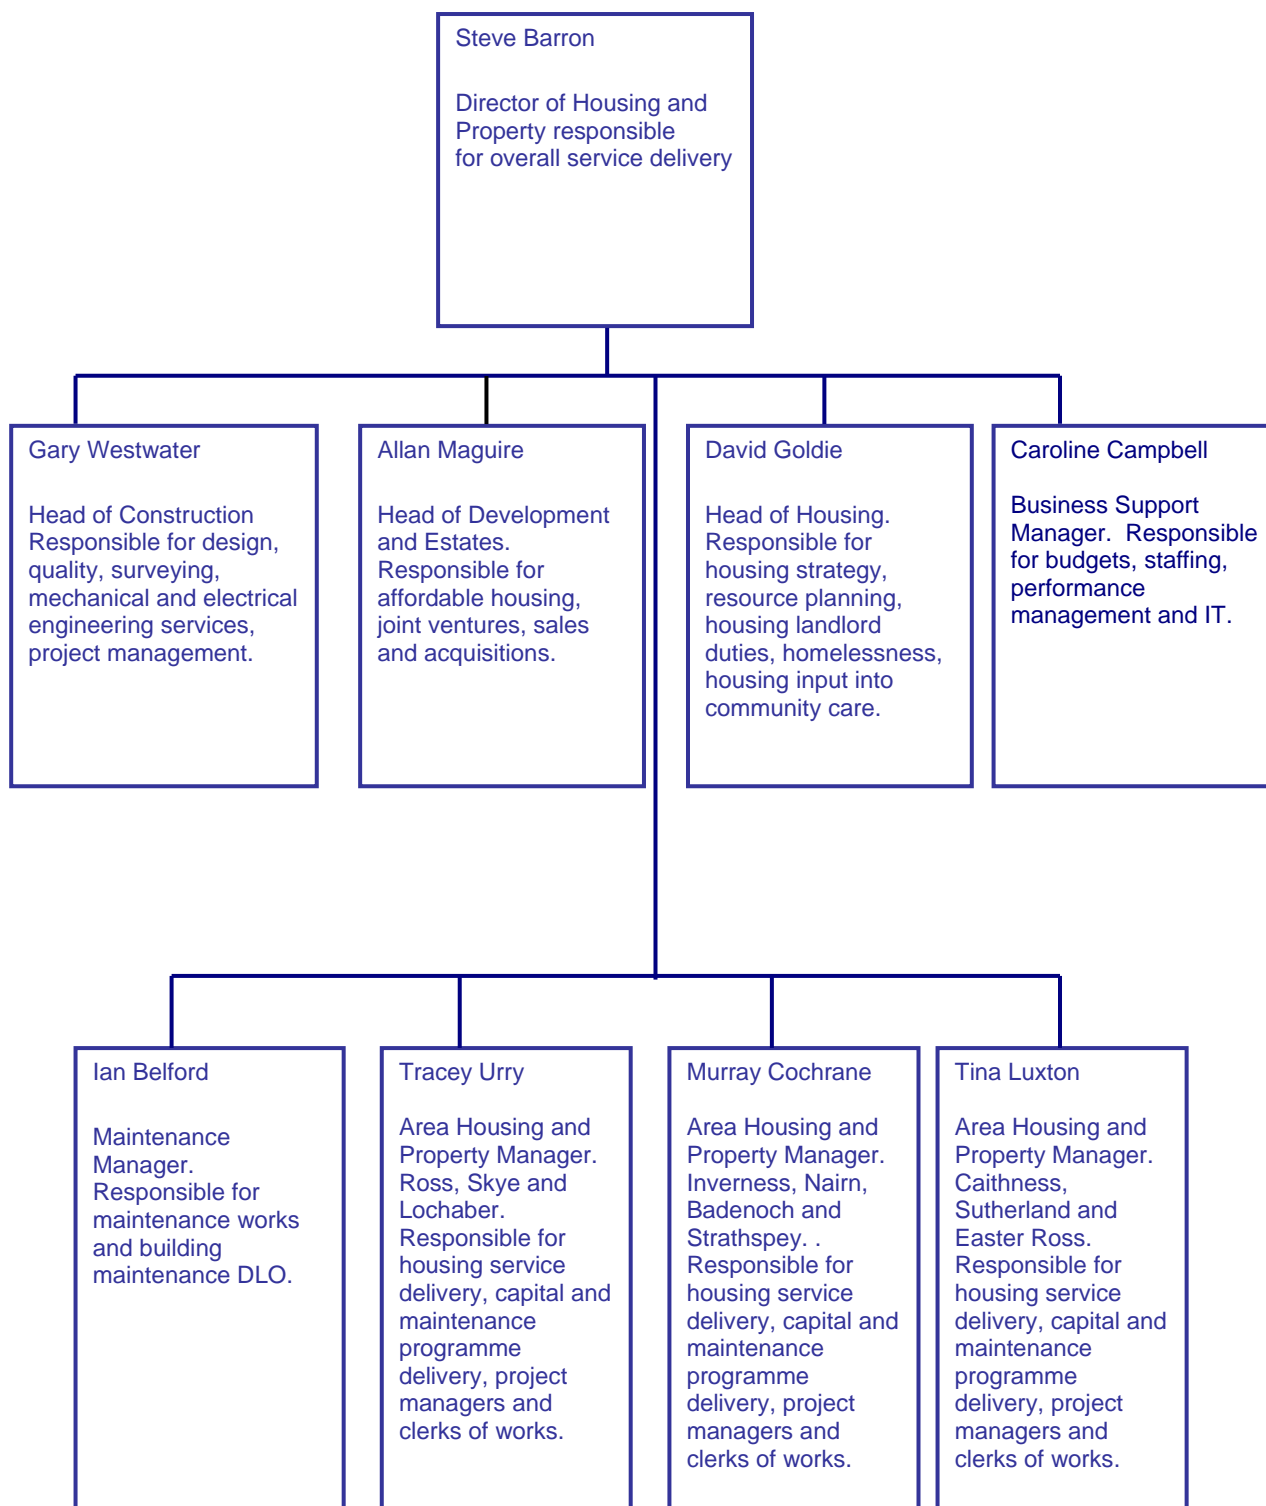 Steve Barron
Director of Housing and
Property responsible
for overall service delivery
Gary Westwater
Head of Construction
Responsible for design,
quality, surveying,
mechanical and electrical
engineering services,
project management.
Allan Maguire
Head of Development
and Estates.
Responsible for
affordable housing,
joint ventures, sales
and acquisitions.
David Goldie
Head of Housing.
Responsible for
housing strategy,
resource planning,
housing landlord
duties, homelessness,
housing input into
community care.
Caroline Campbell
Business Support
Manager.  Responsible
for budgets, staffing,
performance
management and IT.
Ian Belford
Maintenance
Manager.
Responsible for
maintenance works
and building
maintenance DLO.
Tracey Urry
Area Housing and
Property Manager.
Ross, Skye and
Lochaber.
Responsible for
housing service
delivery, capital and
maintenance
programme
delivery, project
managers and
clerks of works.
Murray Cochrane
Area Housing and
Property Manager.
Inverness, Nairn,
Badenoch and
Strathspey. .
Responsible for
housing service
delivery, capital and
maintenance
programme
delivery, project
managers and
clerks of works.
Tina Luxton
Area Housing and
Property Manager.
Caithness,
Sutherland and
Easter Ross.
Responsible for
housing service
delivery, capital and
maintenance
programme
delivery, project
managers and
clerks of works.